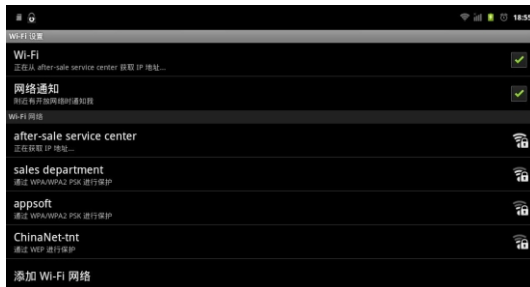 18:55
Wi-Fi 设置
Wi-Fi
正在从 after-sale service center 获取 IP 地址...
网络通知
附近有开放网络时通知我
Wi-Fi 网络
after-sale service center
正在获取 IP 地址...
sales department
通过 WPA/WPA2 PSK 进行保护
appsoft
通过 WPA/WPA2 PSK 进行保护
ChinaNet-tnt
通过 WEP 进行保护
添加 Wi-Fi 网络